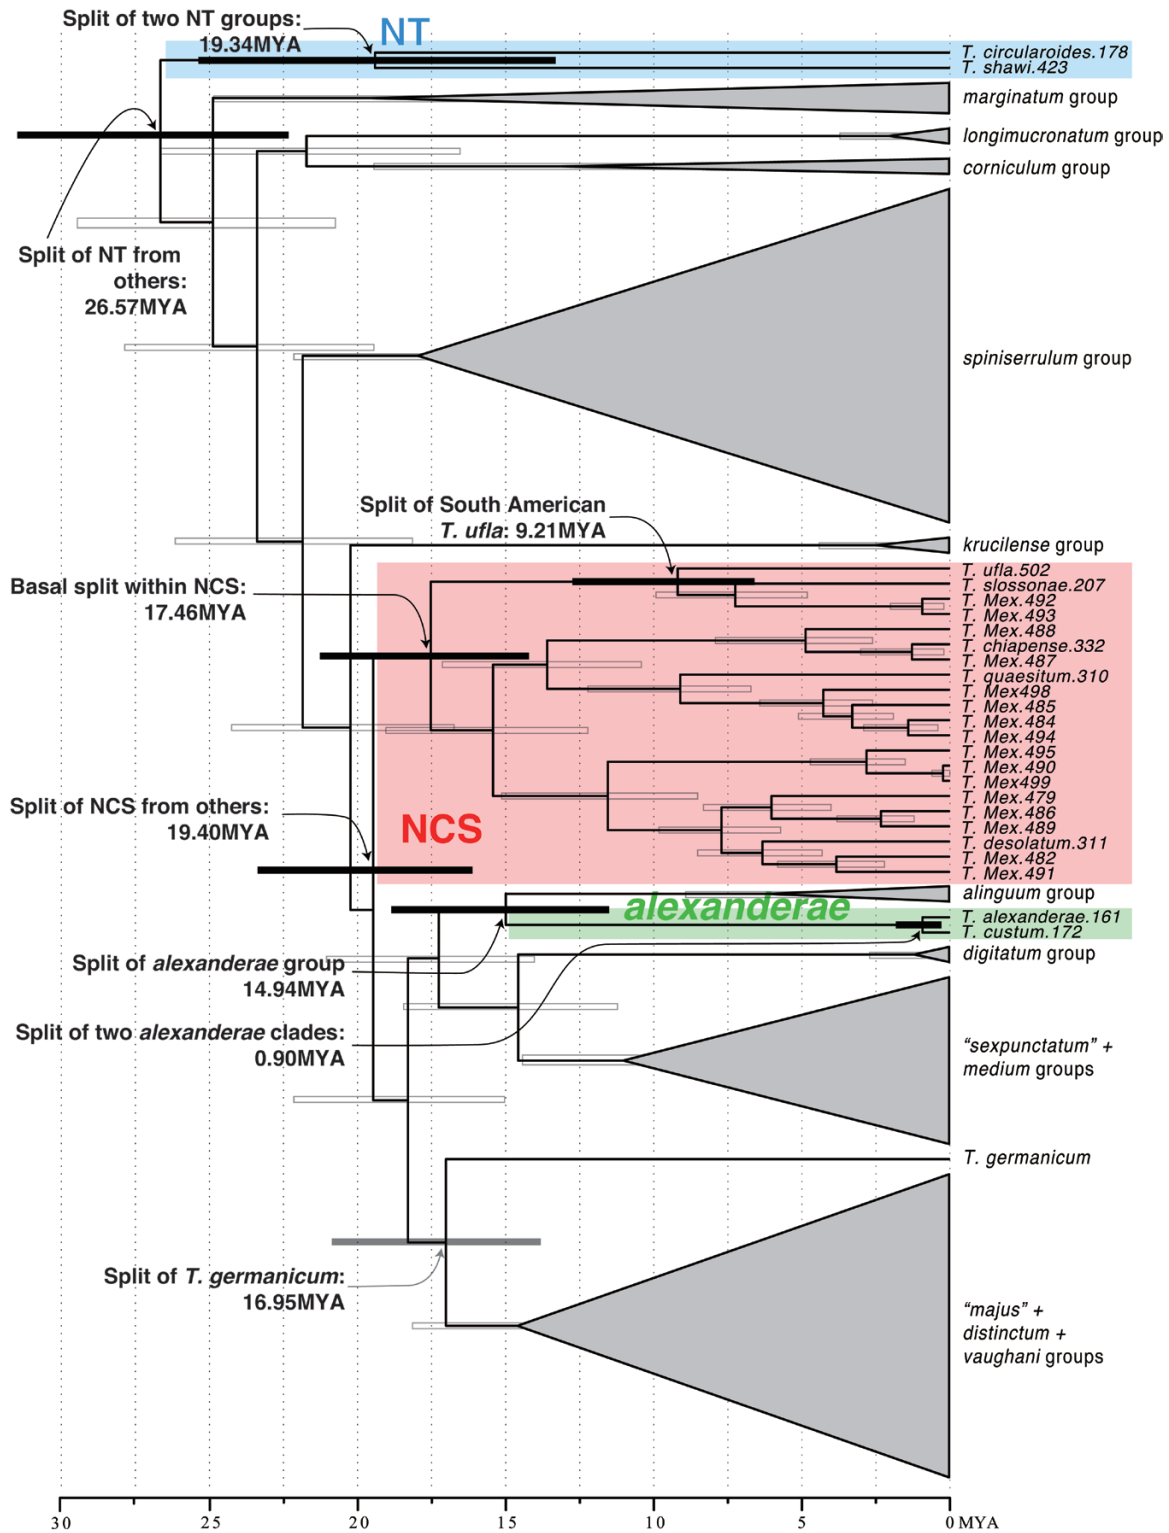 Split of two NT groups:
19.34MYA
NT
T. circularoides.178
T. shawi.423
marginatum group
longimucronatum group
corniculum group
Split of NT from
others:
26.57MYA
spiniserrulum group
Split of South American
T. ufla: 9.21MYA
krucilense group
Basal split within NCS:
17.46MYA
T. ufla.502
T. slossonae.207
T. Mex.492
T. Mex.493
T. Mex.488
T. chiapense.332
T. Mex.487
T. quaesitum.310
T. Mex498
T. Mex.485
T. Mex.484
T. Mex.494
T. Mex.495
T. Mex.490
T. Mex499
T. Mex.479
T. Mex.486
T. Mex.489
T. desolatum.311
T. Mex.482
T. Mex.491
Split of NCS from others:
19.40MYA
NCS
alinguum group
alexanderae
T. alexanderae.161
T. custum.172
digitatum group
Split of alexanderae group
14.94MYA
Split of two alexanderae clades:
0.90MYA
“sexpunctatum” +
medium groups
T. germanicum
Split of T. germanicum:
16.95MYA
“majus” +
distinctum +
vaughani groups
30 25 20 15 10 5 0 MYA